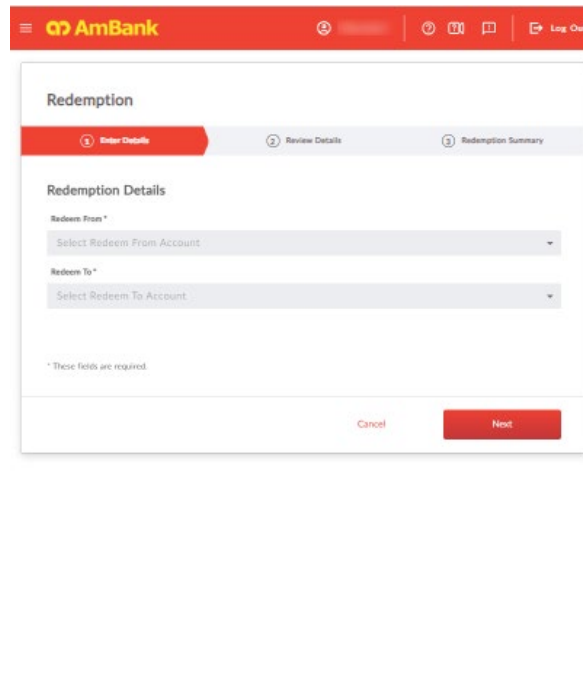 AmBank
Log Ou
Redemption
1 Enter Details
2 Review Details
3 Redemption Summary
Redemption Details
Redeem From *
Select Redeem From Account
Redeem To *
Select Redeem To Account
* These fields are required.
Cancel
Next